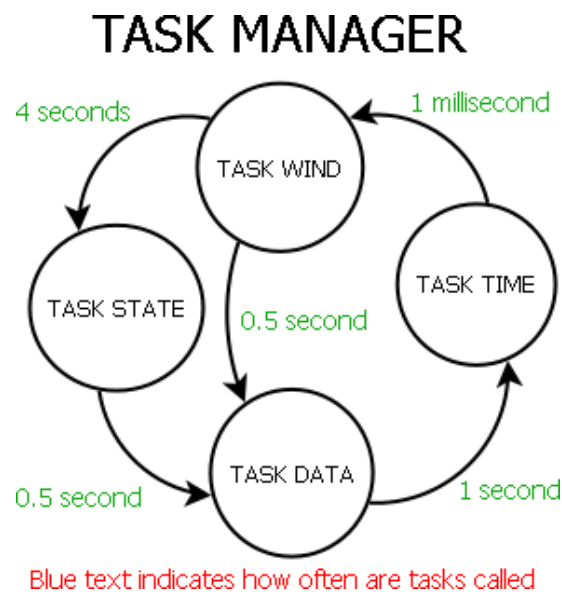 TASK MANAGER
4 seconds
1 millisecond
TASK WIND
TASK TIME
TASK STATE
0.5 second
TASK DATA
0.5 second
1 second
Blue text indicates how often are tasks called